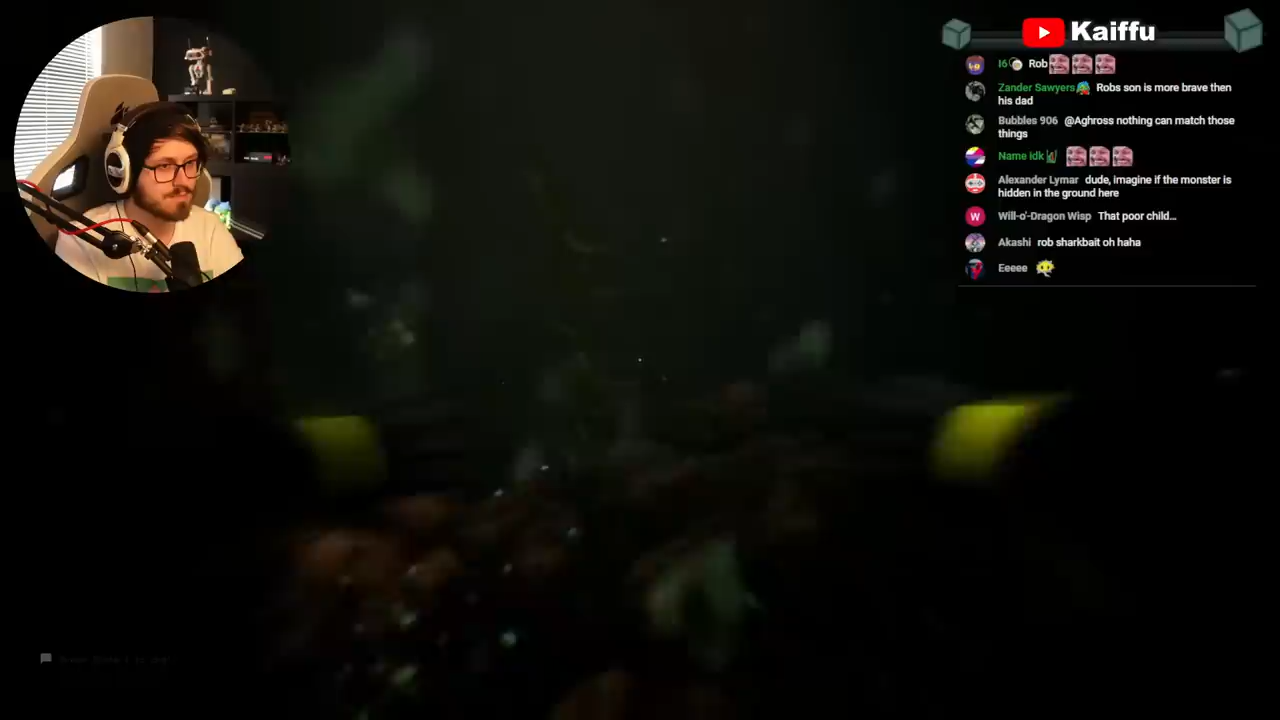 Kaiffu
I6 Rob
Zander Sawyers Robs son is more brave then
his dad
Bubbles 906 @Aghross nothing can match those
things
Name idk
Alexander Lymar dude, imagine if the monster is
hidden in the ground here
W Will-o'-Dragon Wisp That poor child...
Akashi rob sharkbait oh haha
Eeeee